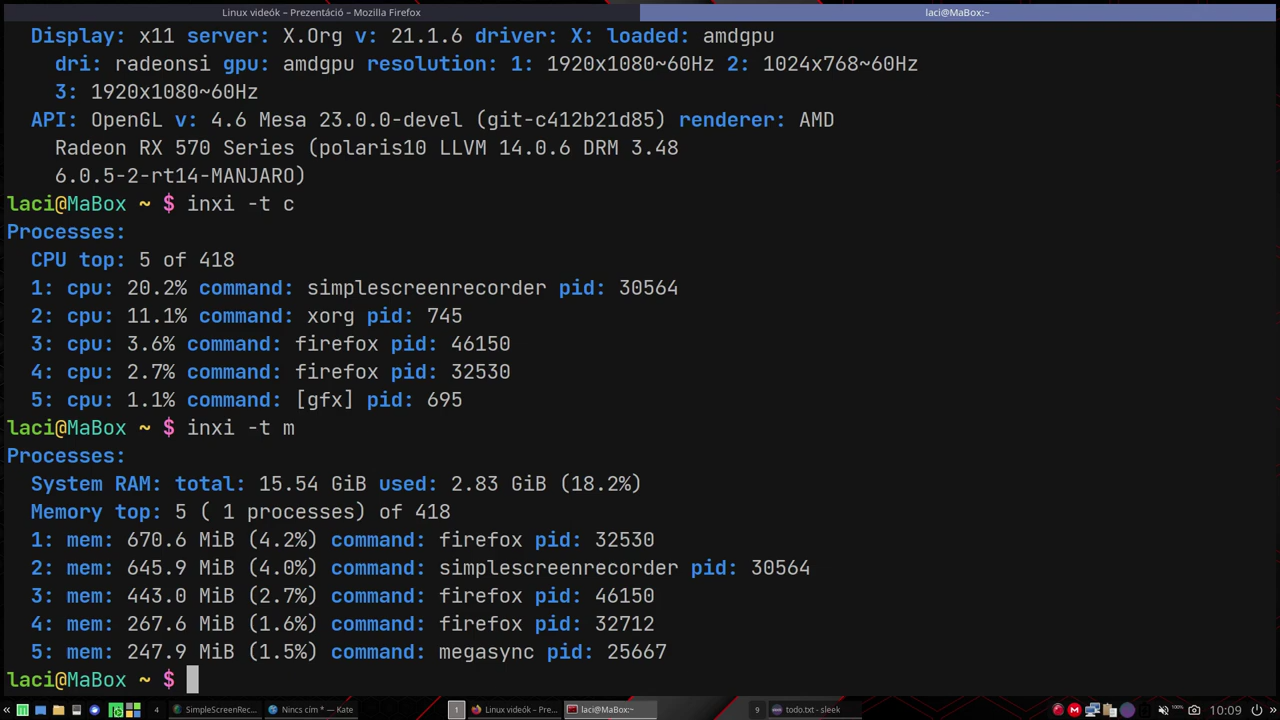 Linux videók – Prezentáció – Mozilla Firefox
laci@MaBox:~
Display: x11 server: X.Org v: 21.1.6 driver: X: loaded: amdgpu
dri: radeonsi gpu: amdgpu resolution: 1: 1920x1080~60Hz 2: 1024x768~60Hz
3: 1920x1080~60Hz
API: OpenGL v: 4.6 Mesa 23.0.0-devel (git-c412b21d85) renderer: AMD
Radeon RX 570 Series (polaris10 LLVM 14.0.6 DRM 3.48
6.0.5-2-rt14-MANJARO)
laci@MaBox ~ $ inxi -t c
Processes:
CPU top: 5 of 418
1: cpu: 20.2% command: simplescreenrecorder pid: 30564
2: cpu: 11.1% command: xorg pid: 745
3: cpu: 3.6% command: firefox pid: 46150
4: cpu: 2.7% command: firefox pid: 32530
5: cpu: 1.1% command: [gfx] pid: 695
laci@MaBox ~ $ inxi -t m
Processes:
System RAM: total: 15.54 GiB used: 2.83 GiB (18.2%)
Memory top: 5 ( 1 processes) of 418
1: mem: 670.6 MiB (4.2%) command: firefox pid: 32530
2: mem: 645.9 MiB (4.0%) command: simplescreenrecorder pid: 30564
3: mem: 443.0 MiB (2.7%) command: firefox pid: 46150
4: mem: 267.6 MiB (1.6%) command: firefox pid: 32712
5: mem: 247.9 MiB (1.5%) command: megasync pid: 25667
laci@MaBox ~ $
4 SimpleScreenRec... Nincs cím * — Kate 1 Linux videók – Pre... laci@MaBox:~ 9 todo.txt - sleek 100% 10:09